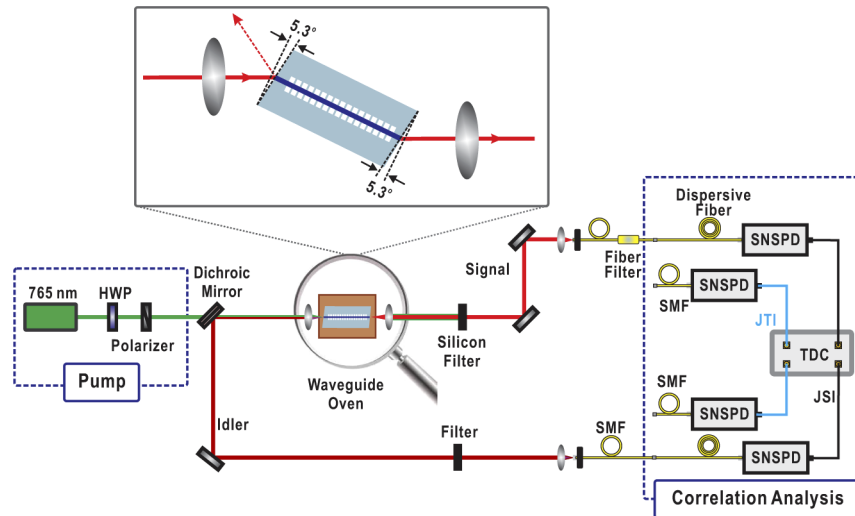 5.3°
5.3°
Dispersive
Fiber
SNSPD
Signal
Fiber
Filter
Dichroic
Mirror
765 nm
HWP
Polarizer
Pump
Silicon
Filter
Waveguide
Oven
SMF
SNSPD
JTI
TDC
JSI
SMF
SNSPD
Idler
Filter
SMF
SNSPD
Correlation Analysis